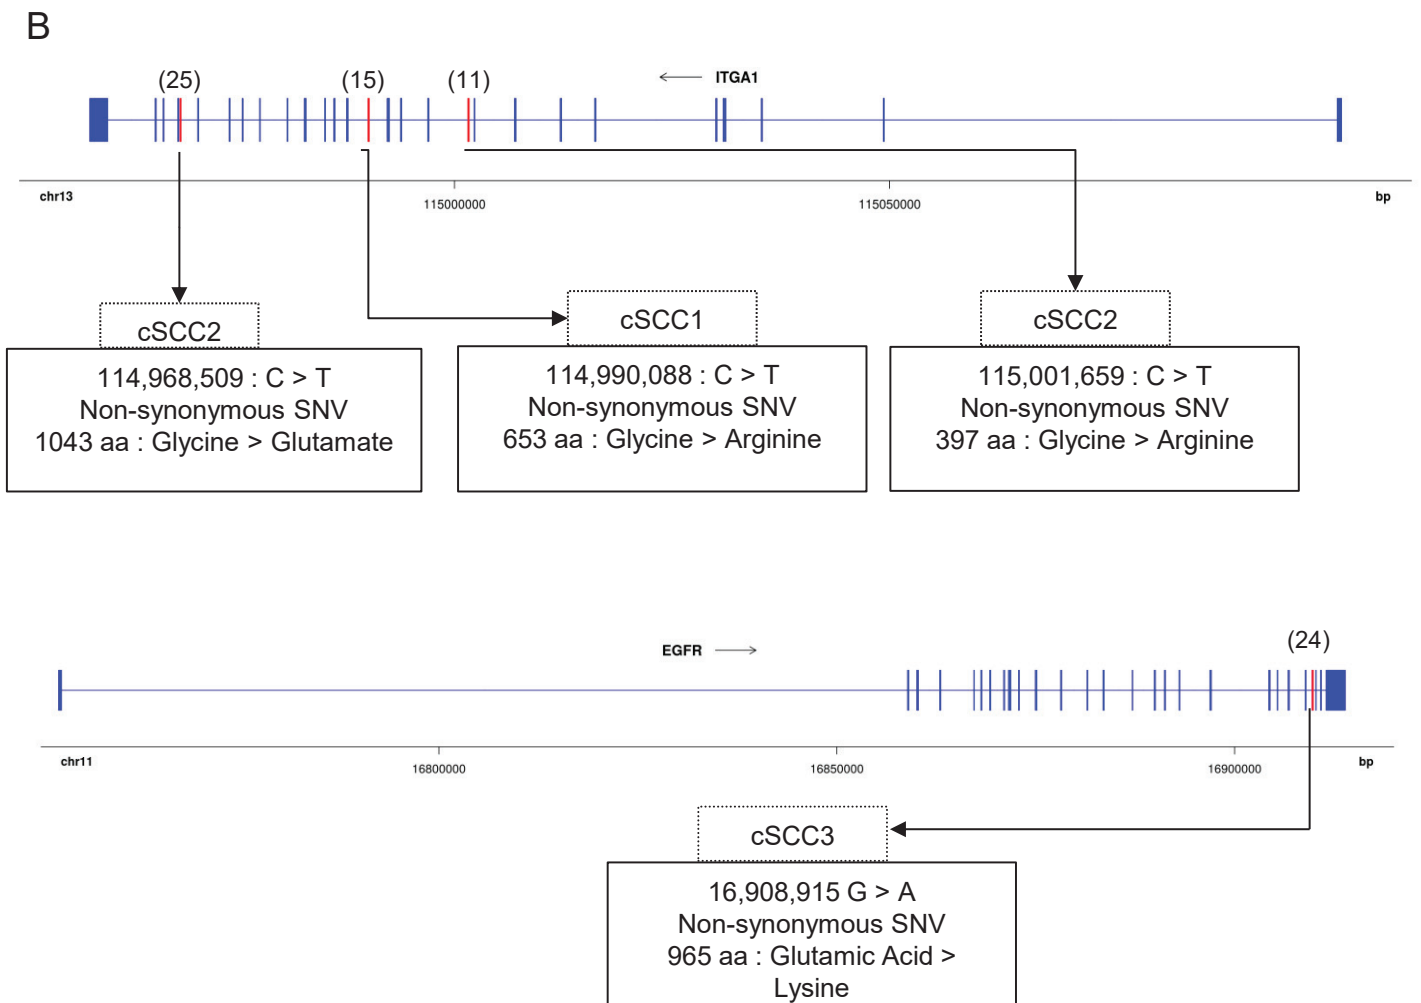 B
(25) (15) (11) ITGA1
chr13 115000000 115050000 bp
cSCC2
114,968,509 : C > T
Non-synonymous SNV
1043 aa : Glycine > Glutamate
cSCC1
114,990,088 : C > T
Non-synonymous SNV
653 aa : Glycine > Arginine
cSCC2
115,001,659 : C > T
Non-synonymous SNV
397 aa : Glycine > Arginine
EGFR (24)
chr11 16800000 16850000 16900000 bp
cSCC3
16,908,915 G > A
Non-synonymous SNV
965 aa : Glutamic Acid >
Lysine